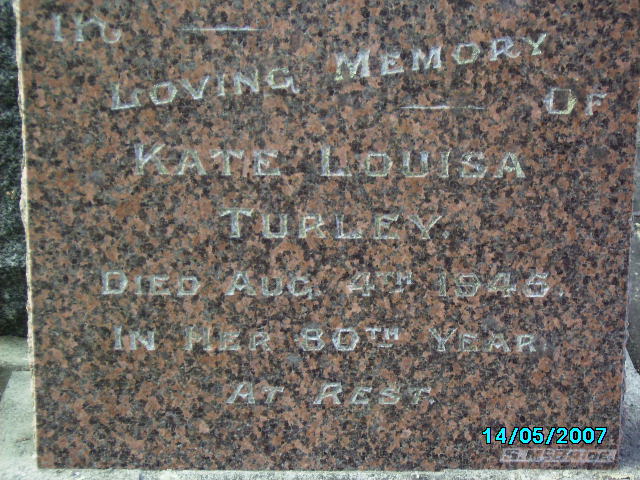 In
Loving Memory
Of
Kate Louisa
Turley
Died Aug. 4th 1945.
In Her 80th Year.
At Rest.
14/05/2007